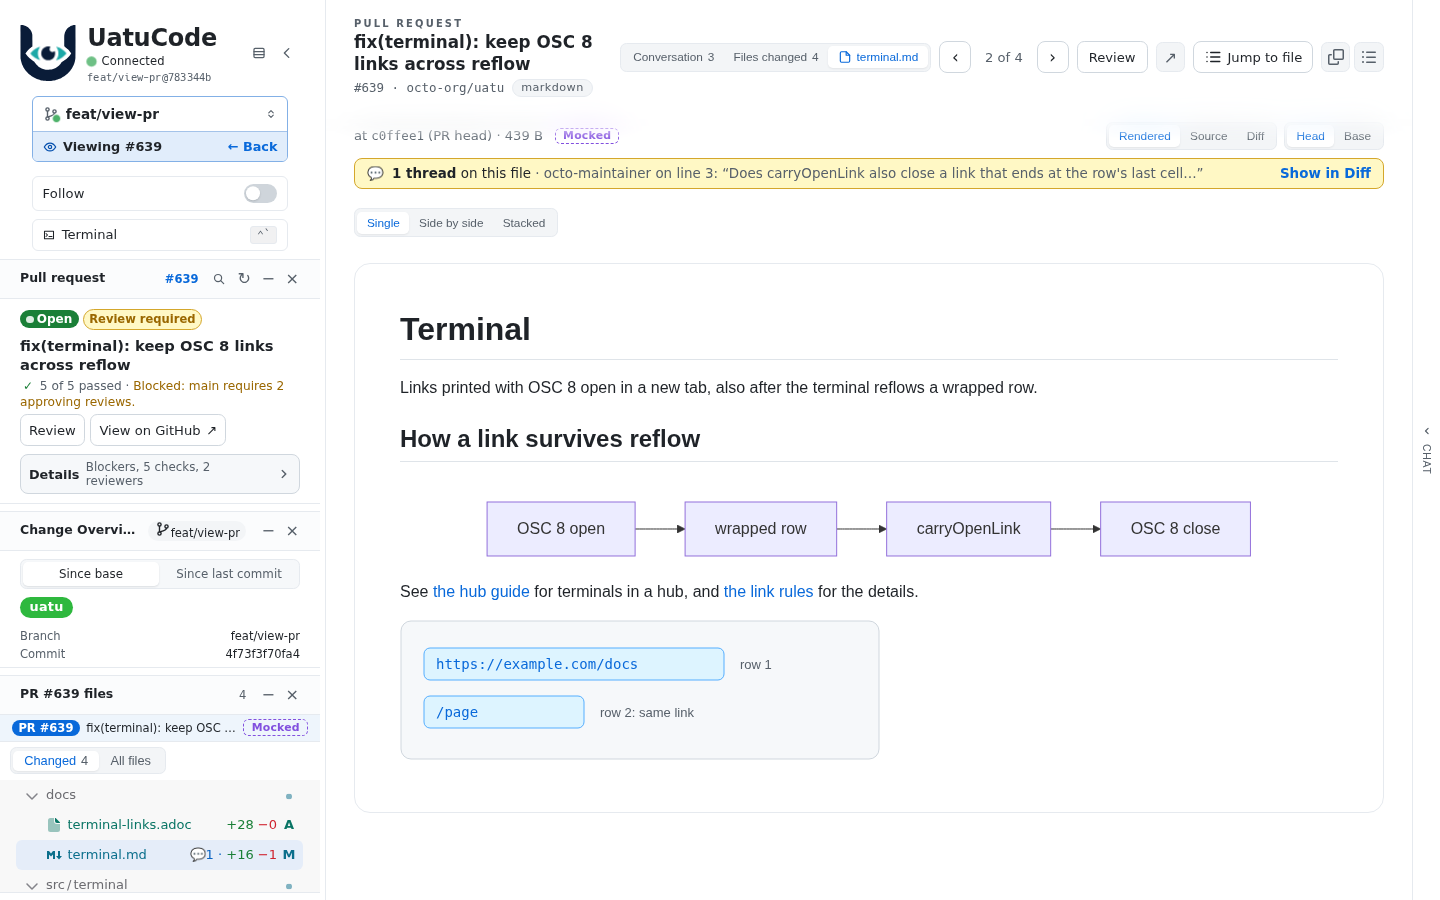 UatuCode
Connected
feat/view-pr@783344b
feat/view-pr
Viewing #639
← Back
Follow
Terminal
^`
Pull request
#639
Open
Review required
fix(terminal): keep OSC 8 links
across reflow
✓ 5 of 5 passed · Blocked: main requires 2
approving reviews.
Review
View on GitHub ↗
Details
Blockers, 5 checks, 2
reviewers
Change Overvi…
feat/view-pr
Since base
Since last commit
uatu
Branch feat/view-pr
Commit 4f73f3f70fa4
PR #639 files
4
PR #639 fix(terminal): keep OSC … Mocked
Changed 4
All files
docs
terminal-links.adoc +28 −0 A
terminal.md 💬1 · +16 −1 M
src/terminal
PULL REQUEST
fix(terminal): keep OSC 8
links across reflow
#639 · octo-org/uatu markdown
Conversation 3
Files changed 4
terminal.md
‹
2 of 4
›
Review
↗
Jump to file
at c0ffee1 (PR head) · 439 B Mocked
Rendered
Source
Diff
Head
Base
💬 1 thread on this file · octo-maintainer on line 3: “Does carryOpenLink also close a link that ends at the row's last cell…”
Show in Diff
Single
Side by side
Stacked
Terminal
Links printed with OSC 8 open in a new tab, also after the terminal reflows a wrapped row.
How a link survives reflow
OSC 8 open
wrapped row
carryOpenLink
OSC 8 close
See the hub guide for terminals in a hub, and the link rules for the details.
https://example.com/docs
row 1
/page
row 2: same link
CHAT